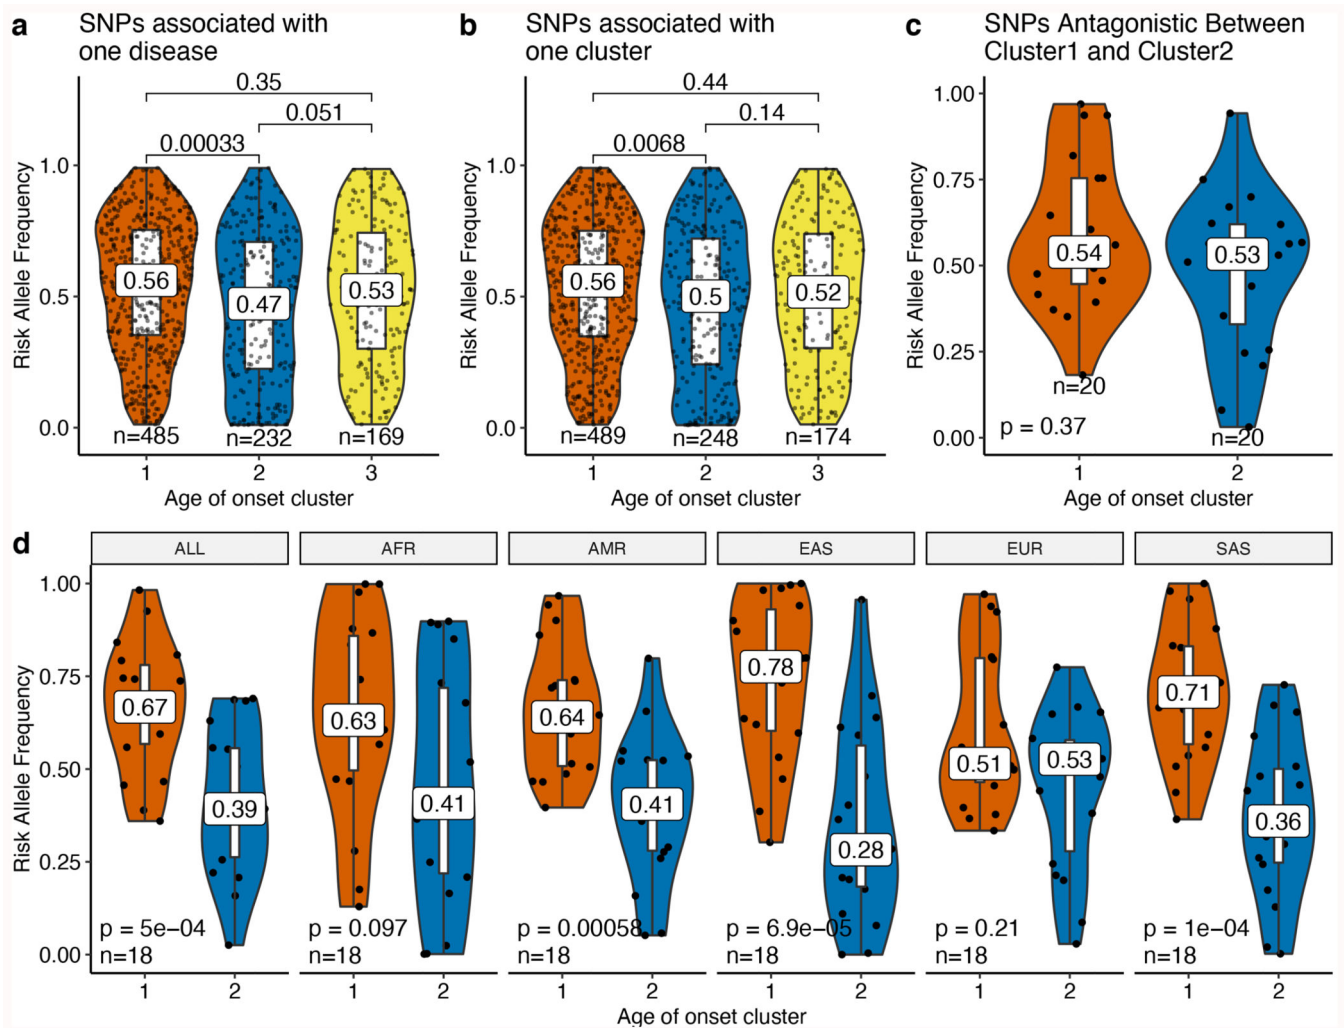 a SNPs associated with
one disease
0.35
0.051
0.00033
1.0
0.5
0.0
Risk Allele Frequency
0.56
0.47
0.53
n=485
n=232
n=169
1 2 3
Age of onset cluster
b SNPs associated with
one cluster
0.44
0.14
0.0068
1.0
0.5
0.0
Risk Allele Frequency
0.56
0.5
0.52
n=489
n=248
n=174
1 2 3
Age of onset cluster
c SNPs Antagonistic Between
Cluster1 and Cluster2
1.00
0.75
0.50
0.25
0.00
Risk Allele Frequency
0.54
0.53
n=20
n=20
p = 0.37
1 2
Age of onset cluster
d
ALL AFR AMR EAS EUR SAS
1.00
0.75
0.50
0.25
0.00
Risk Allele Frequency
0.67
0.39
p = 5e−04
n=18
0.63
0.41
p = 0.097
n=18
0.64
0.41
p = 0.00058
n=18
0.78
0.28
p = 6.9e−05
n=18
0.51
0.53
p = 0.21
n=18
0.71
0.36
p = 1e−04
n=18
1 2 1 2 1 2 1 2 1 2 1 2
Age of onset cluster